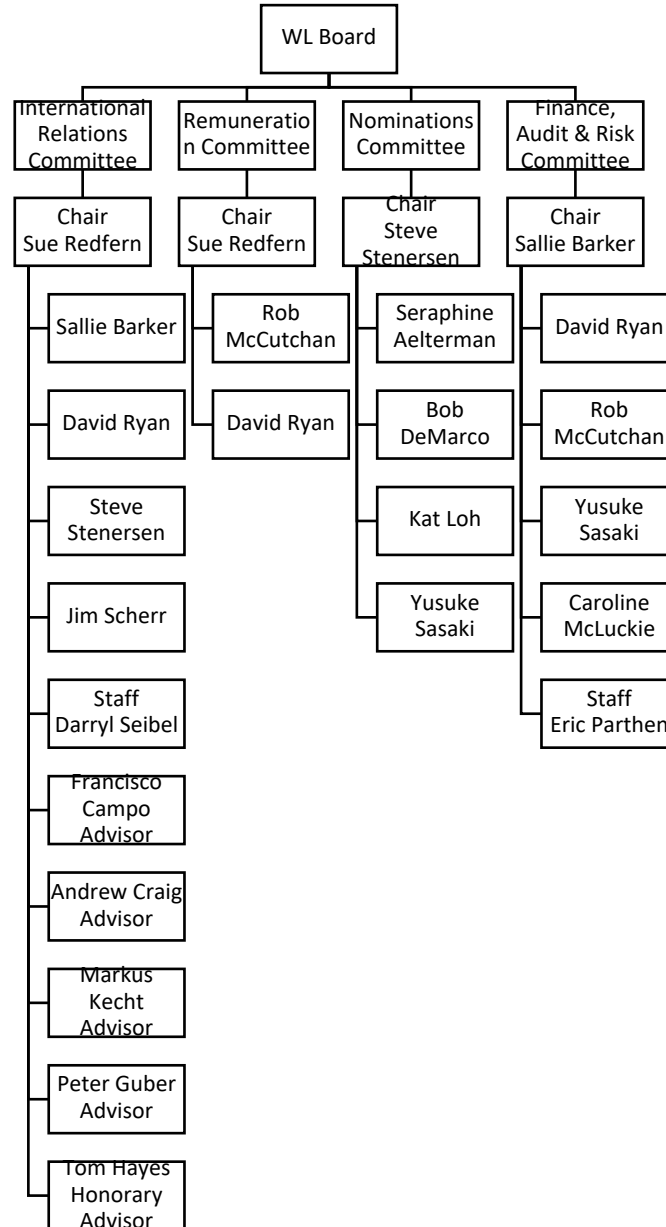 WL Board
International
Relations
Committee
Remuneratio
n Committee
Nominations
Committee
Finance,
Audit & Risk
Committee
Chair
Sue Redfern
Chair
Sue Redfern
Chair
Steve
Stenersen
Chair
Sallie Barker
Sallie Barker
David Ryan
Steve
Stenersen
Jim Scherr
Staff
Darryl Seibel
Francisco
Campo
Advisor
Andrew Craig
Advisor
Markus
Kecht
Advisor
Peter Guber
Advisor
Tom Hayes
Honorary
Advisor
Rob
McCutchan
David Ryan
Seraphine
Aelterman
Bob
DeMarco
Kat Loh
Yusuke
Sasaki
David Ryan
Rob
McCutchan
Yusuke
Sasaki
Caroline
McLuckie
Staff
Eric Parthen